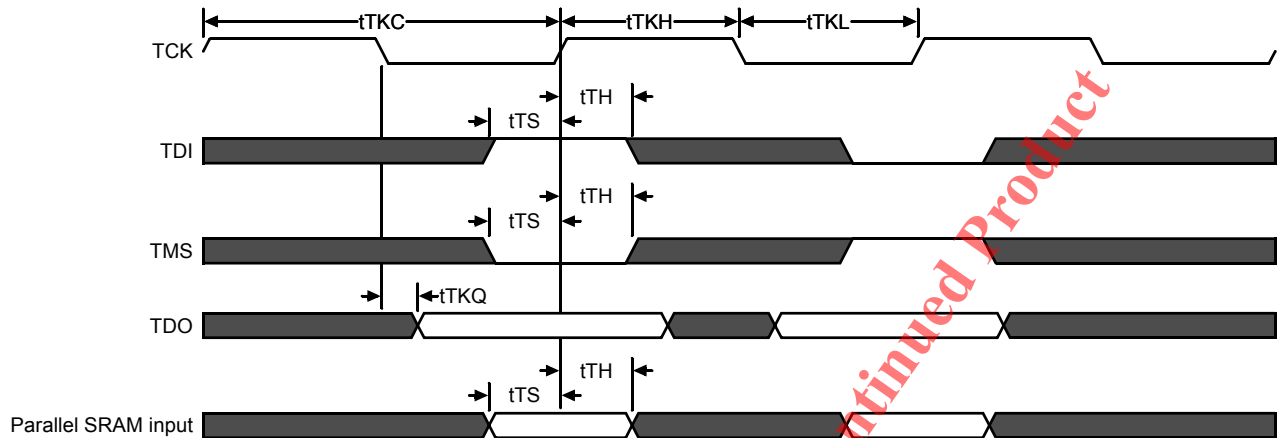 tTKC tTKH tTKL
TCK
tTH
tTS
TDI
tTH
tTS
TMS
tTKQ
TDO
tTH
tTS
Parallel SRAM input
ntinued Product